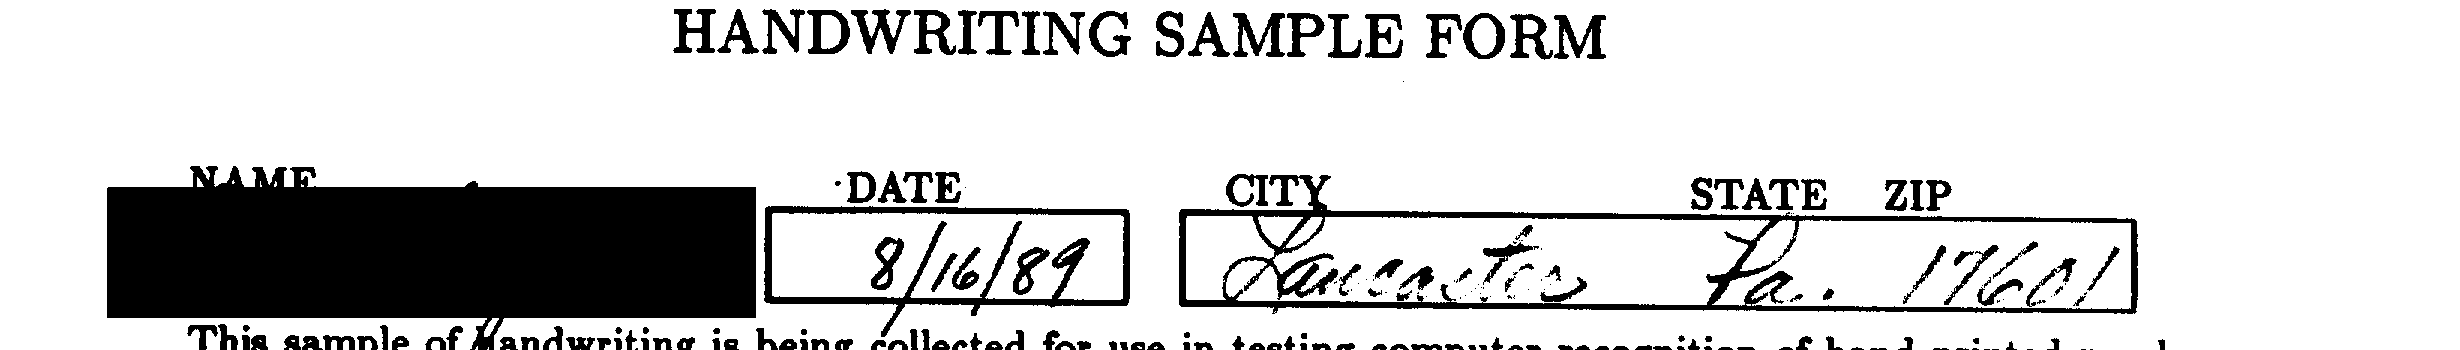 HANDWRITING SAMPLE FORM
NAME DATE CITY STATE ZIP
8/16/89 Lancaster Pa. 17601
This sample of handwriting is being collected for use in testing computer recognition of hand printed